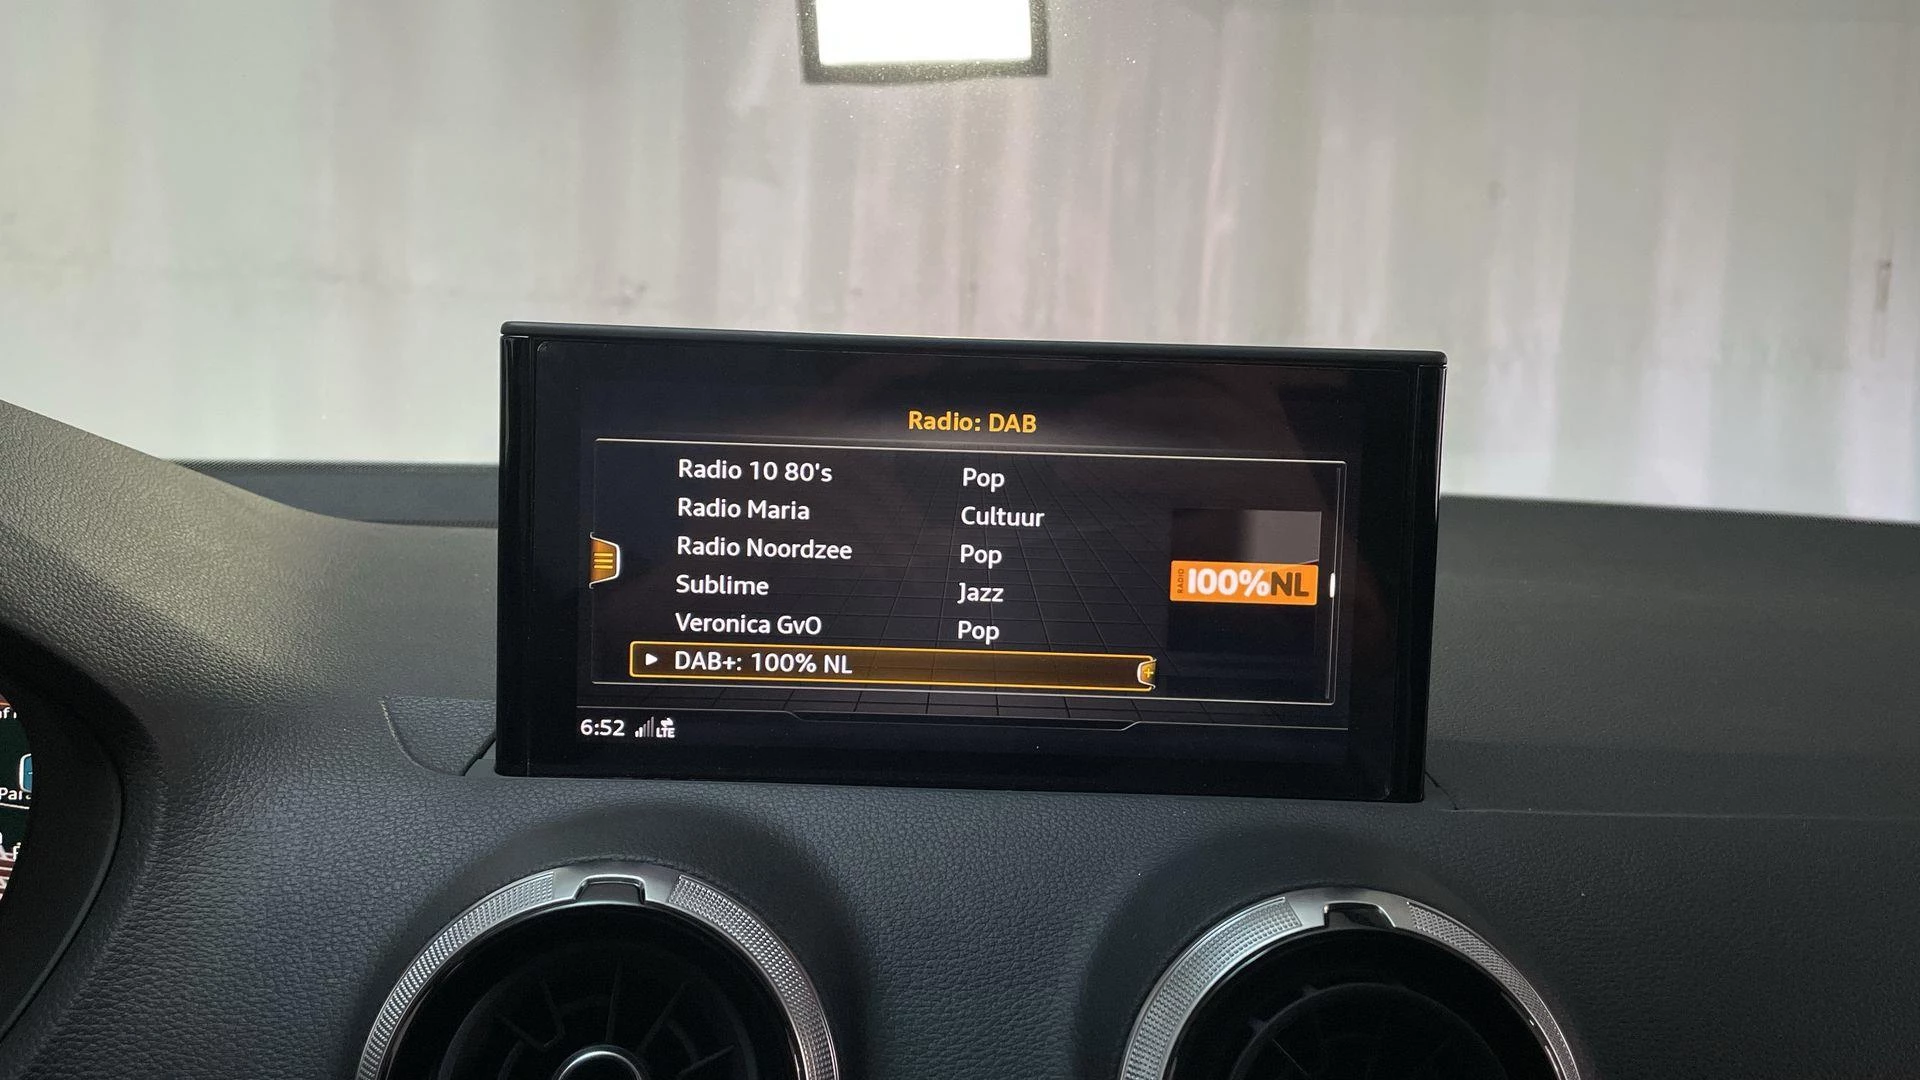 Radio: DAB
Radio 10 80's Pop
Radio Maria Cultuur
Radio Noordzee Pop
Sublime Jazz
Veronica GvO Pop
DAB+: 100% NL
RADIO 100%NL
6:52 LTE